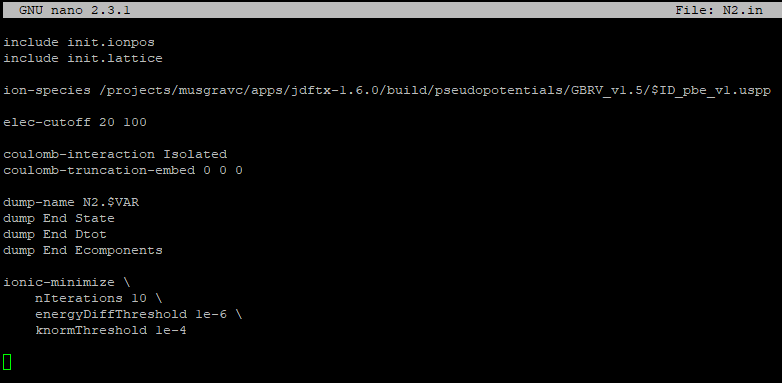 GNU nano 2.3.1 File: N2.in
include init.ionpos
include init.lattice
ion-species /projects/musgravc/apps/jdftx-1.6.0/build/pseudopotentials/GBRV_v1.5/$ID_pbe_v1.uspp
elec-cutoff 20 100
coulomb-interaction Isolated
coulomb-truncation-embed 0 0 0
dump-name N2.$VAR
dump End State
dump End Dtot
dump End Ecomponents
ionic-minimize \
    nIterations 10 \
    energyDiffThreshold 1e-6 \
    knormThreshold 1e-4